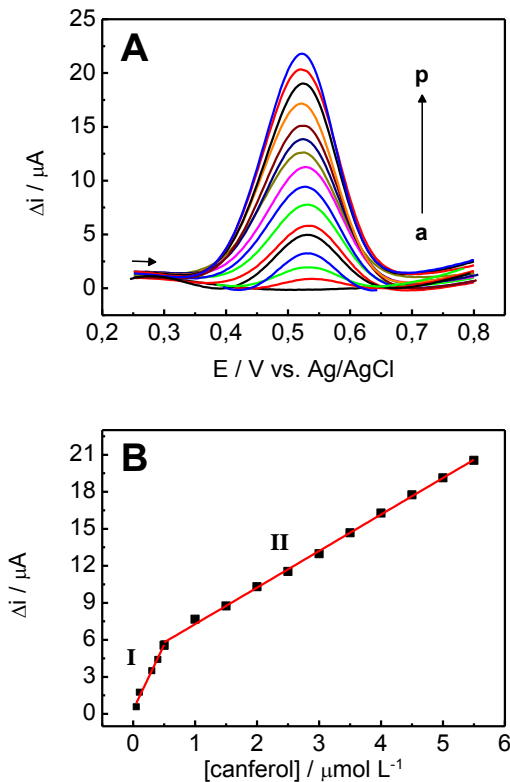 A
25
20
15
10
5
0
p
a
Δi / μA
0,2 0,3 0,4 0,5 0,6 0,7 0,8
E / V vs. Ag/AgCl
B
21
18
15
12
9
6
3
0
I
II
Δi / μA
0 1 2 3 4 5 6
[canferol] / μmol L⁻¹